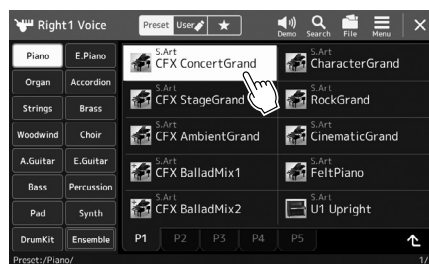 Right1 Voice Preset User Demo Search File Menu
Piano E.Piano
Organ Accordion
Strings Brass
Woodwind Choir
A.Guitar E.Guitar
Bass Percussion
Pad Synth
DrumKit Ensemble
S.Art
CFX ConcertGrand
S.Art
CharacterGrand
S.Art
CFX StageGrand
S.Art
RockGrand
S.Art
CFX AmbientGrand
S.Art
CinematicGrand
S.Art
CFX BalladMix1
S.Art
FeltPiano
S.Art
CFX BalladMix2
S.Art
U1 Upright
P1 P2 P3 P4 P5
Preset:/Piano/ 1/